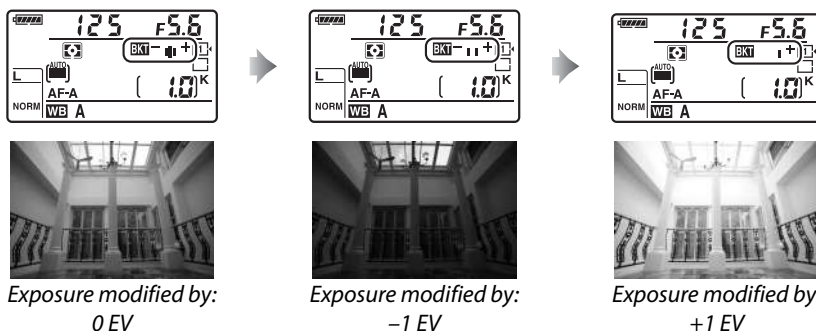 125 F5.6
BKT – +
AUTO
L
AF-A ( 1.0) K
NORM WB A
125 F5.6
BKT – +
AUTO
L
AF-A ( 1.0) K
NORM WB A
125 F5.6
BKT +
AUTO
L
AF-A ( 1.0) K
NORM WB A
Exposure modified by:
0 EV
Exposure modified by:
–1 EV
Exposure modified by
+1 EV